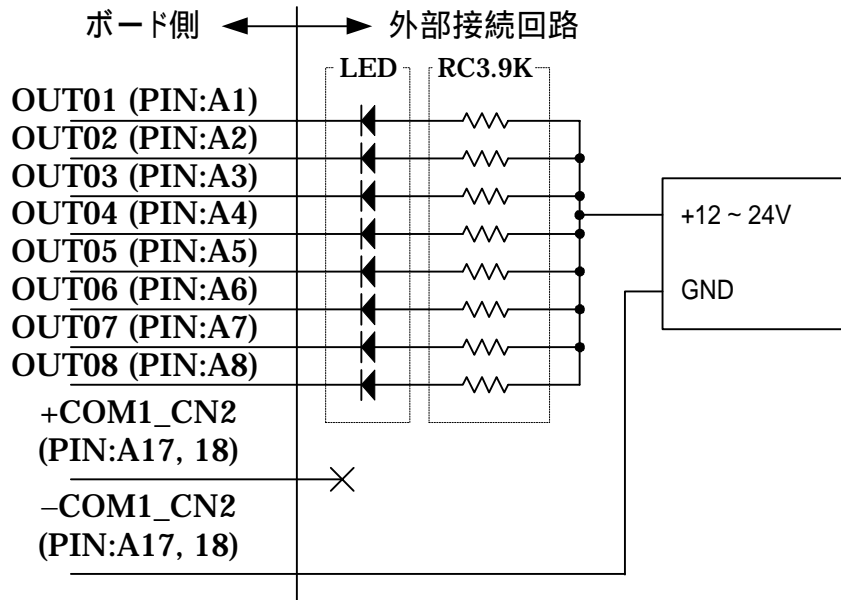 ボード側
外部接続回路
LED
RC3.9K
OUT01 (PIN:A1)
OUT02 (PIN:A2)
OUT03 (PIN:A3)
OUT04 (PIN:A4)
OUT05 (PIN:A5)
OUT06 (PIN:A6)
OUT07 (PIN:A7)
OUT08 (PIN:A8)
+12 ~ 24V
GND
+COM1_CN2
(PIN:A17, 18)
−COM1_CN2
(PIN:A17, 18)